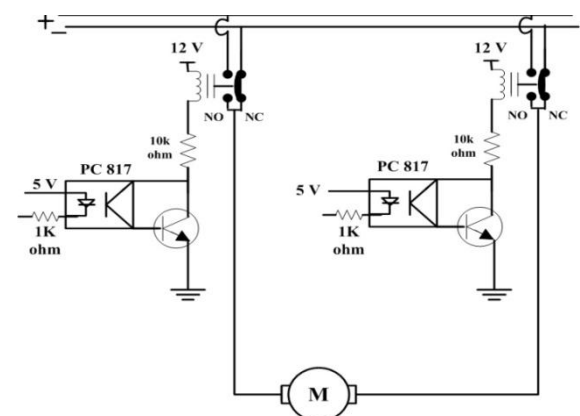 +
−
12 V
12 V
NO NC
NO NC
10k
ohm
10k
ohm
PC 817
PC 817
5 V
5 V
1K
ohm
1K
ohm
M